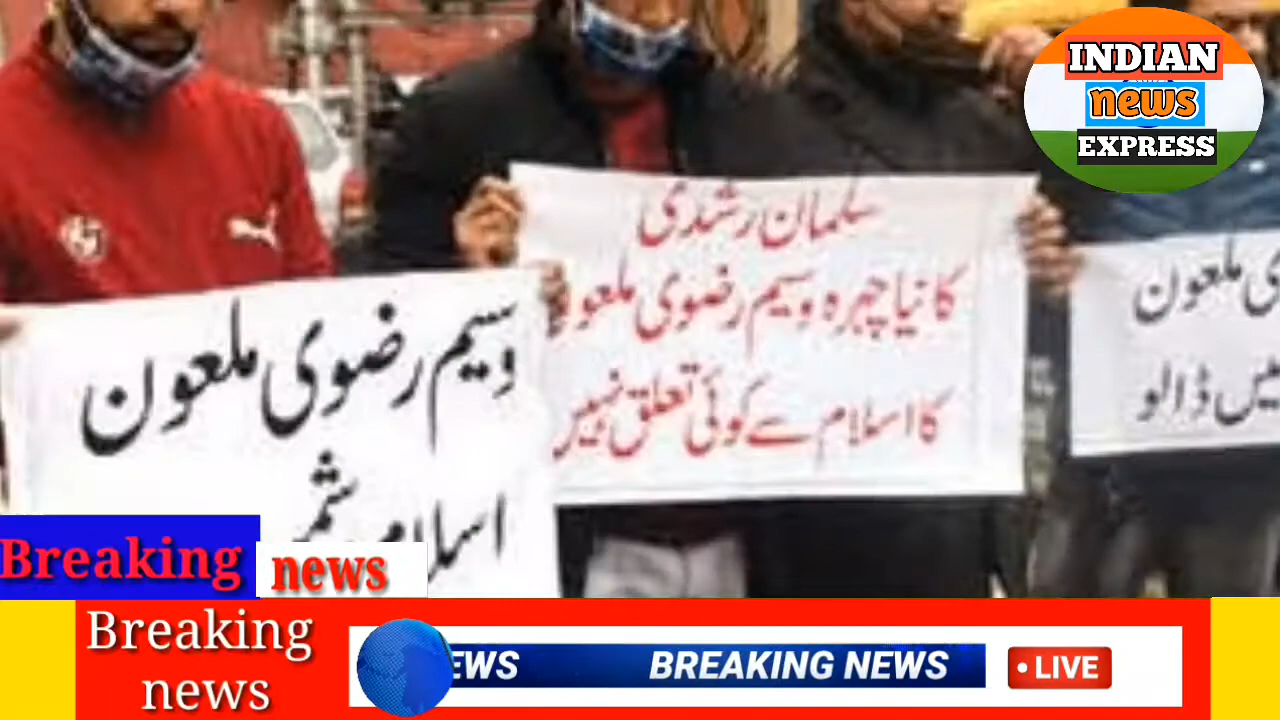 INDIAN
news
EXPRESS
سلمان رشدی
کا نیا چہرہ وسیم رضوی ملعون
کا اسلام سے کوئی تعلق نہیں
وسیم رضوی ملعون
اسلام
ی ملعون
میں ڈالو
Breaking news
Breaking
news
EWS BREAKING NEWS
• LIVE